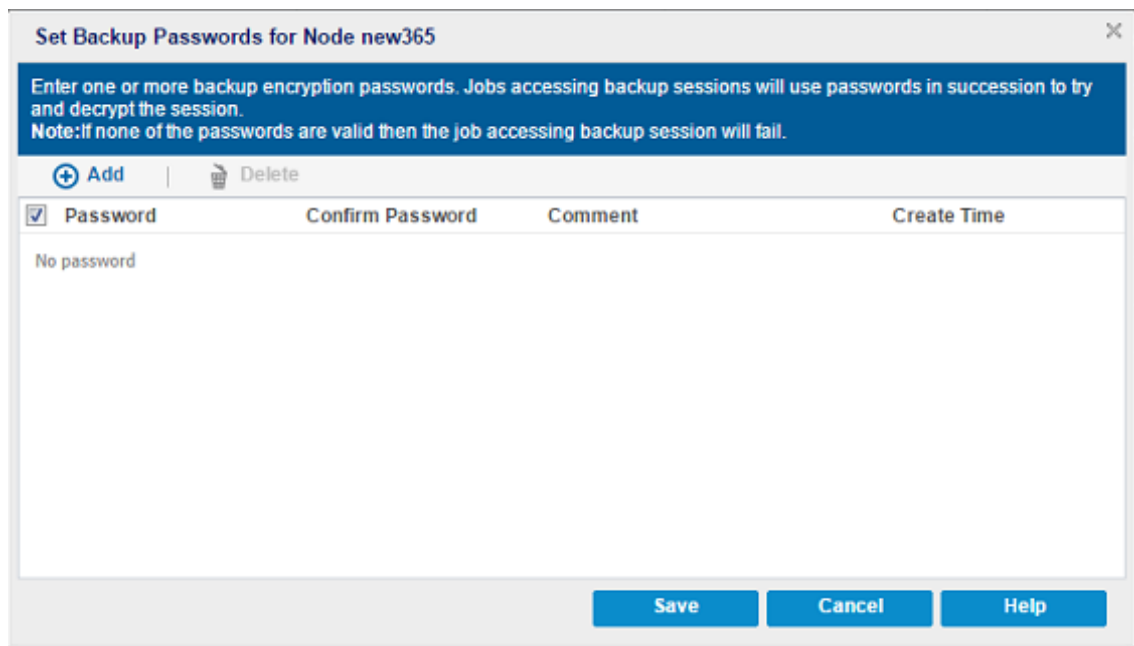 Set Backup Passwords for Node new365
Enter one or more backup encryption passwords. Jobs accessing backup sessions will use passwords in succession to try
and decrypt the session.
Note:If none of the passwords are valid then the job accessing backup session will fail.
Add | Delete
Password Confirm Password Comment Create Time
No password
Save Cancel Help